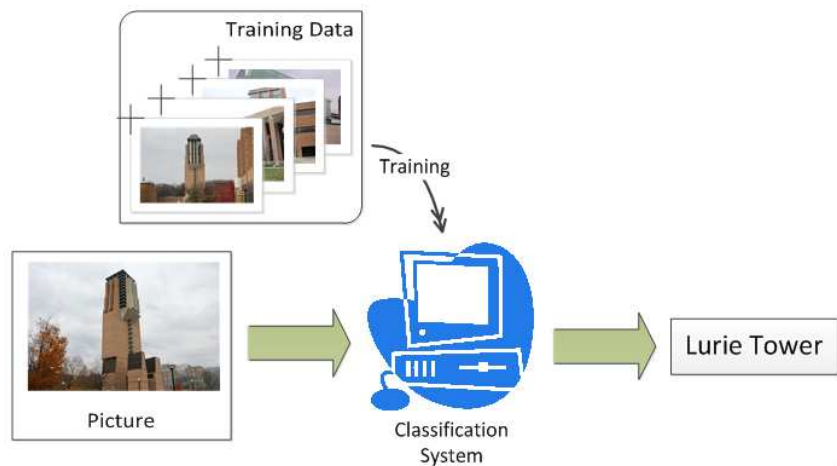 Training Data
Training
Picture
Classification
System
Lurie Tower